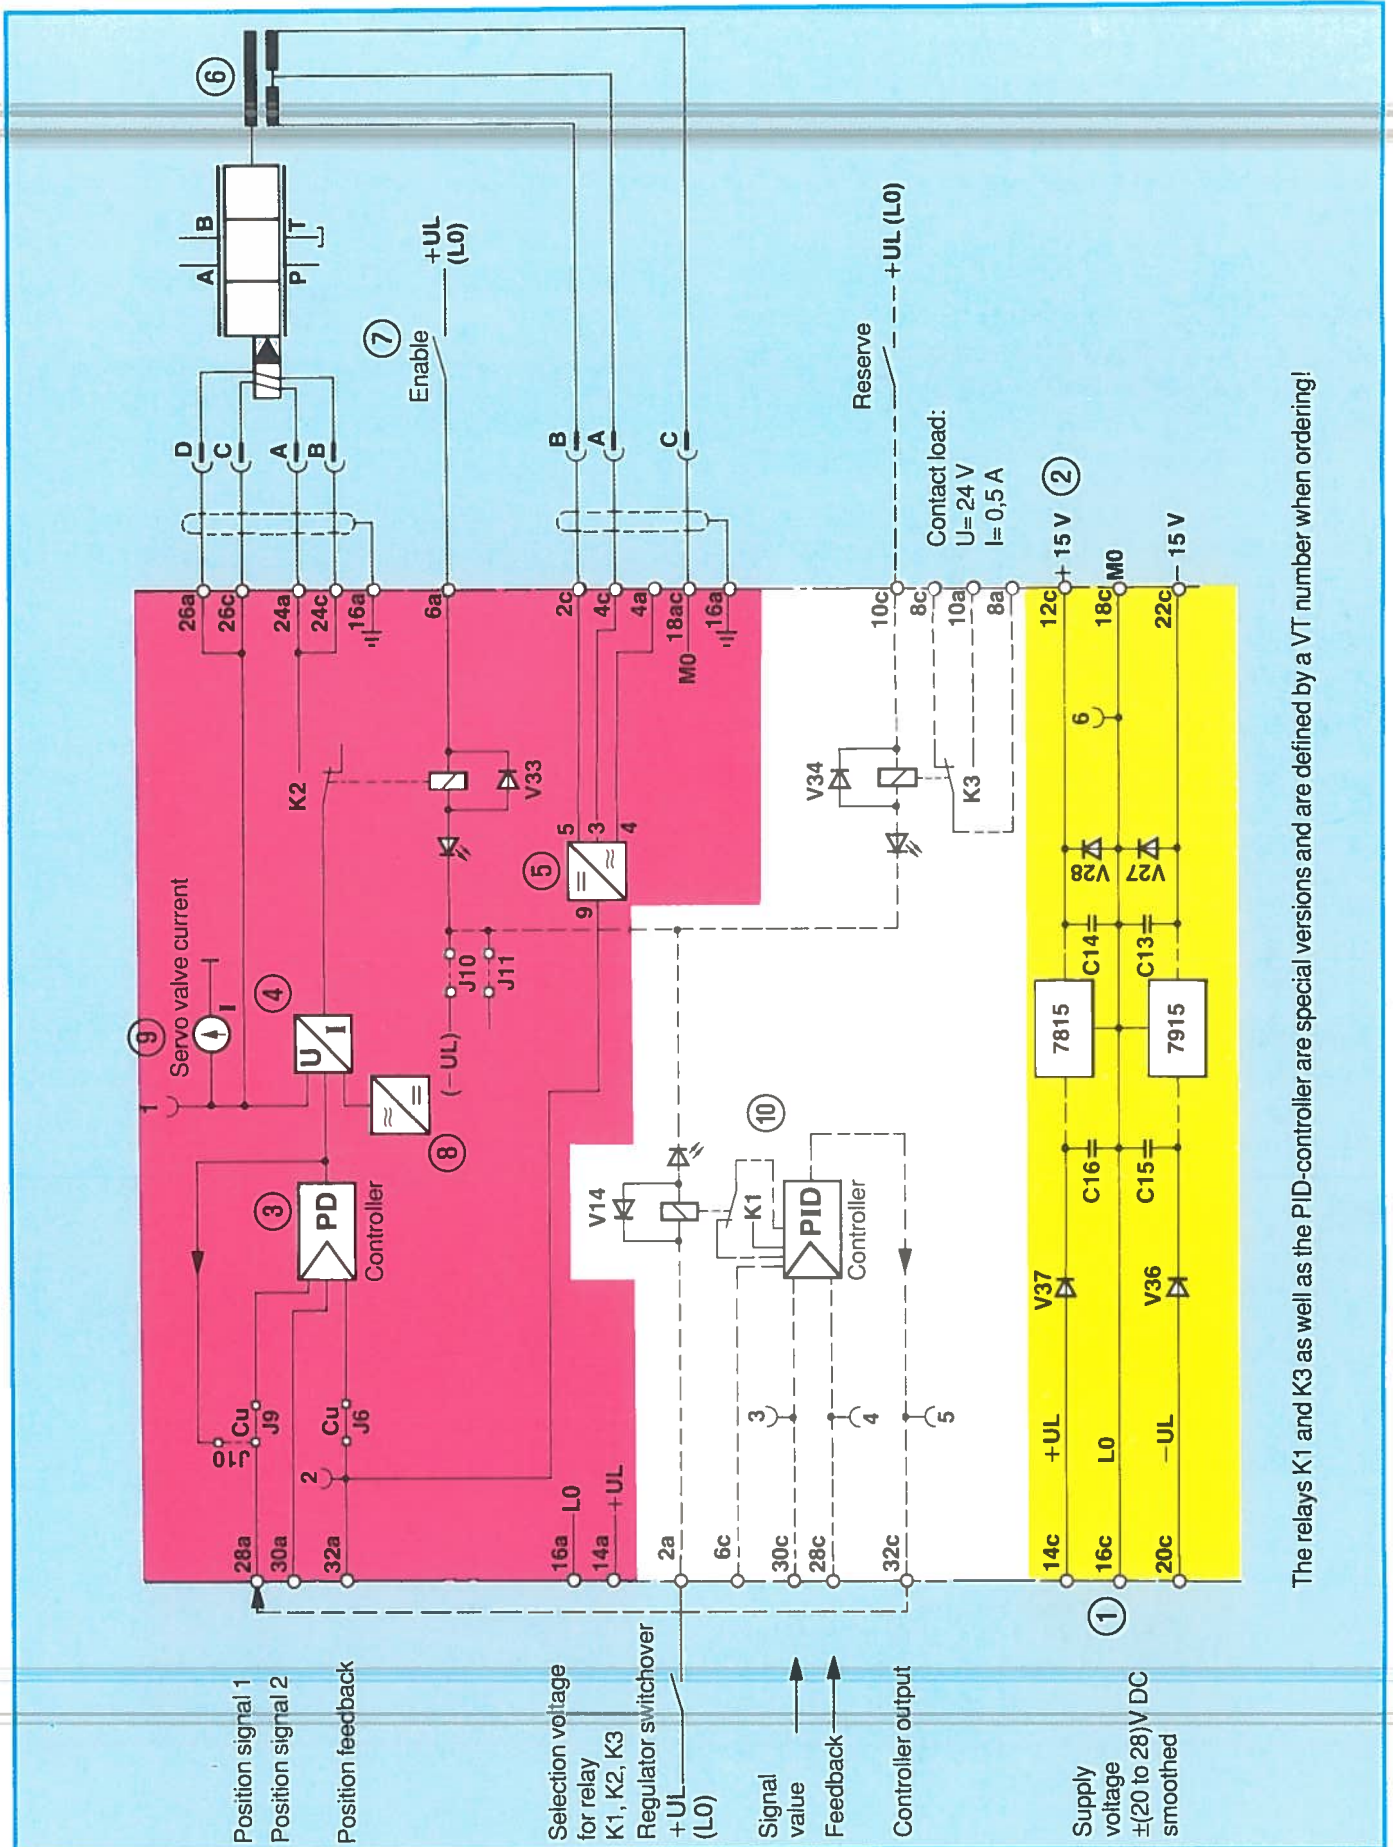 6
A
B
P
T
D
C
A
B
7
Enable
+UL
(L0)
B
A
C
Reserve
+UL (L0)
Contact load:
U= 24 V
I= 0,5 A
+ 15 V
2
M0
– 15 V
26a
26c
24a
24c
16a
6a
2c
4c
4a
18ac
16a
10c
8c
10a
8a
12c
18c
22c
M0
K2
V33
5
3
4
5
9
V34
K3
6
V28
V27
C14
C13
9
Servo valve current
I
1
4
U
I
8
(–UL)
J10
J11
7815
7915
3
PD
Controller
V14
K1
10
PID
Controller
C16
C15
V37
V36
J10
Cu
J9
Cu
J6
2
L0
+UL
3
4
5
+UL
L0
–UL
28a
30a
32a
16a
14a
2a
6c
30c
28c
32c
14c
16c
20c
1
Position signal 1
Position signal 2
Position feedback
Selection voltage
for relay
K1, K2, K3
Regulator switchover
+UL
(L0)
Signal
value
Feedback
Controller output
Supply
voltage
±(20 to 28)V DC
smoothed
The relays K1 and K3 as well as the PID-controller are special versions and are defined by a VT number when ordering!